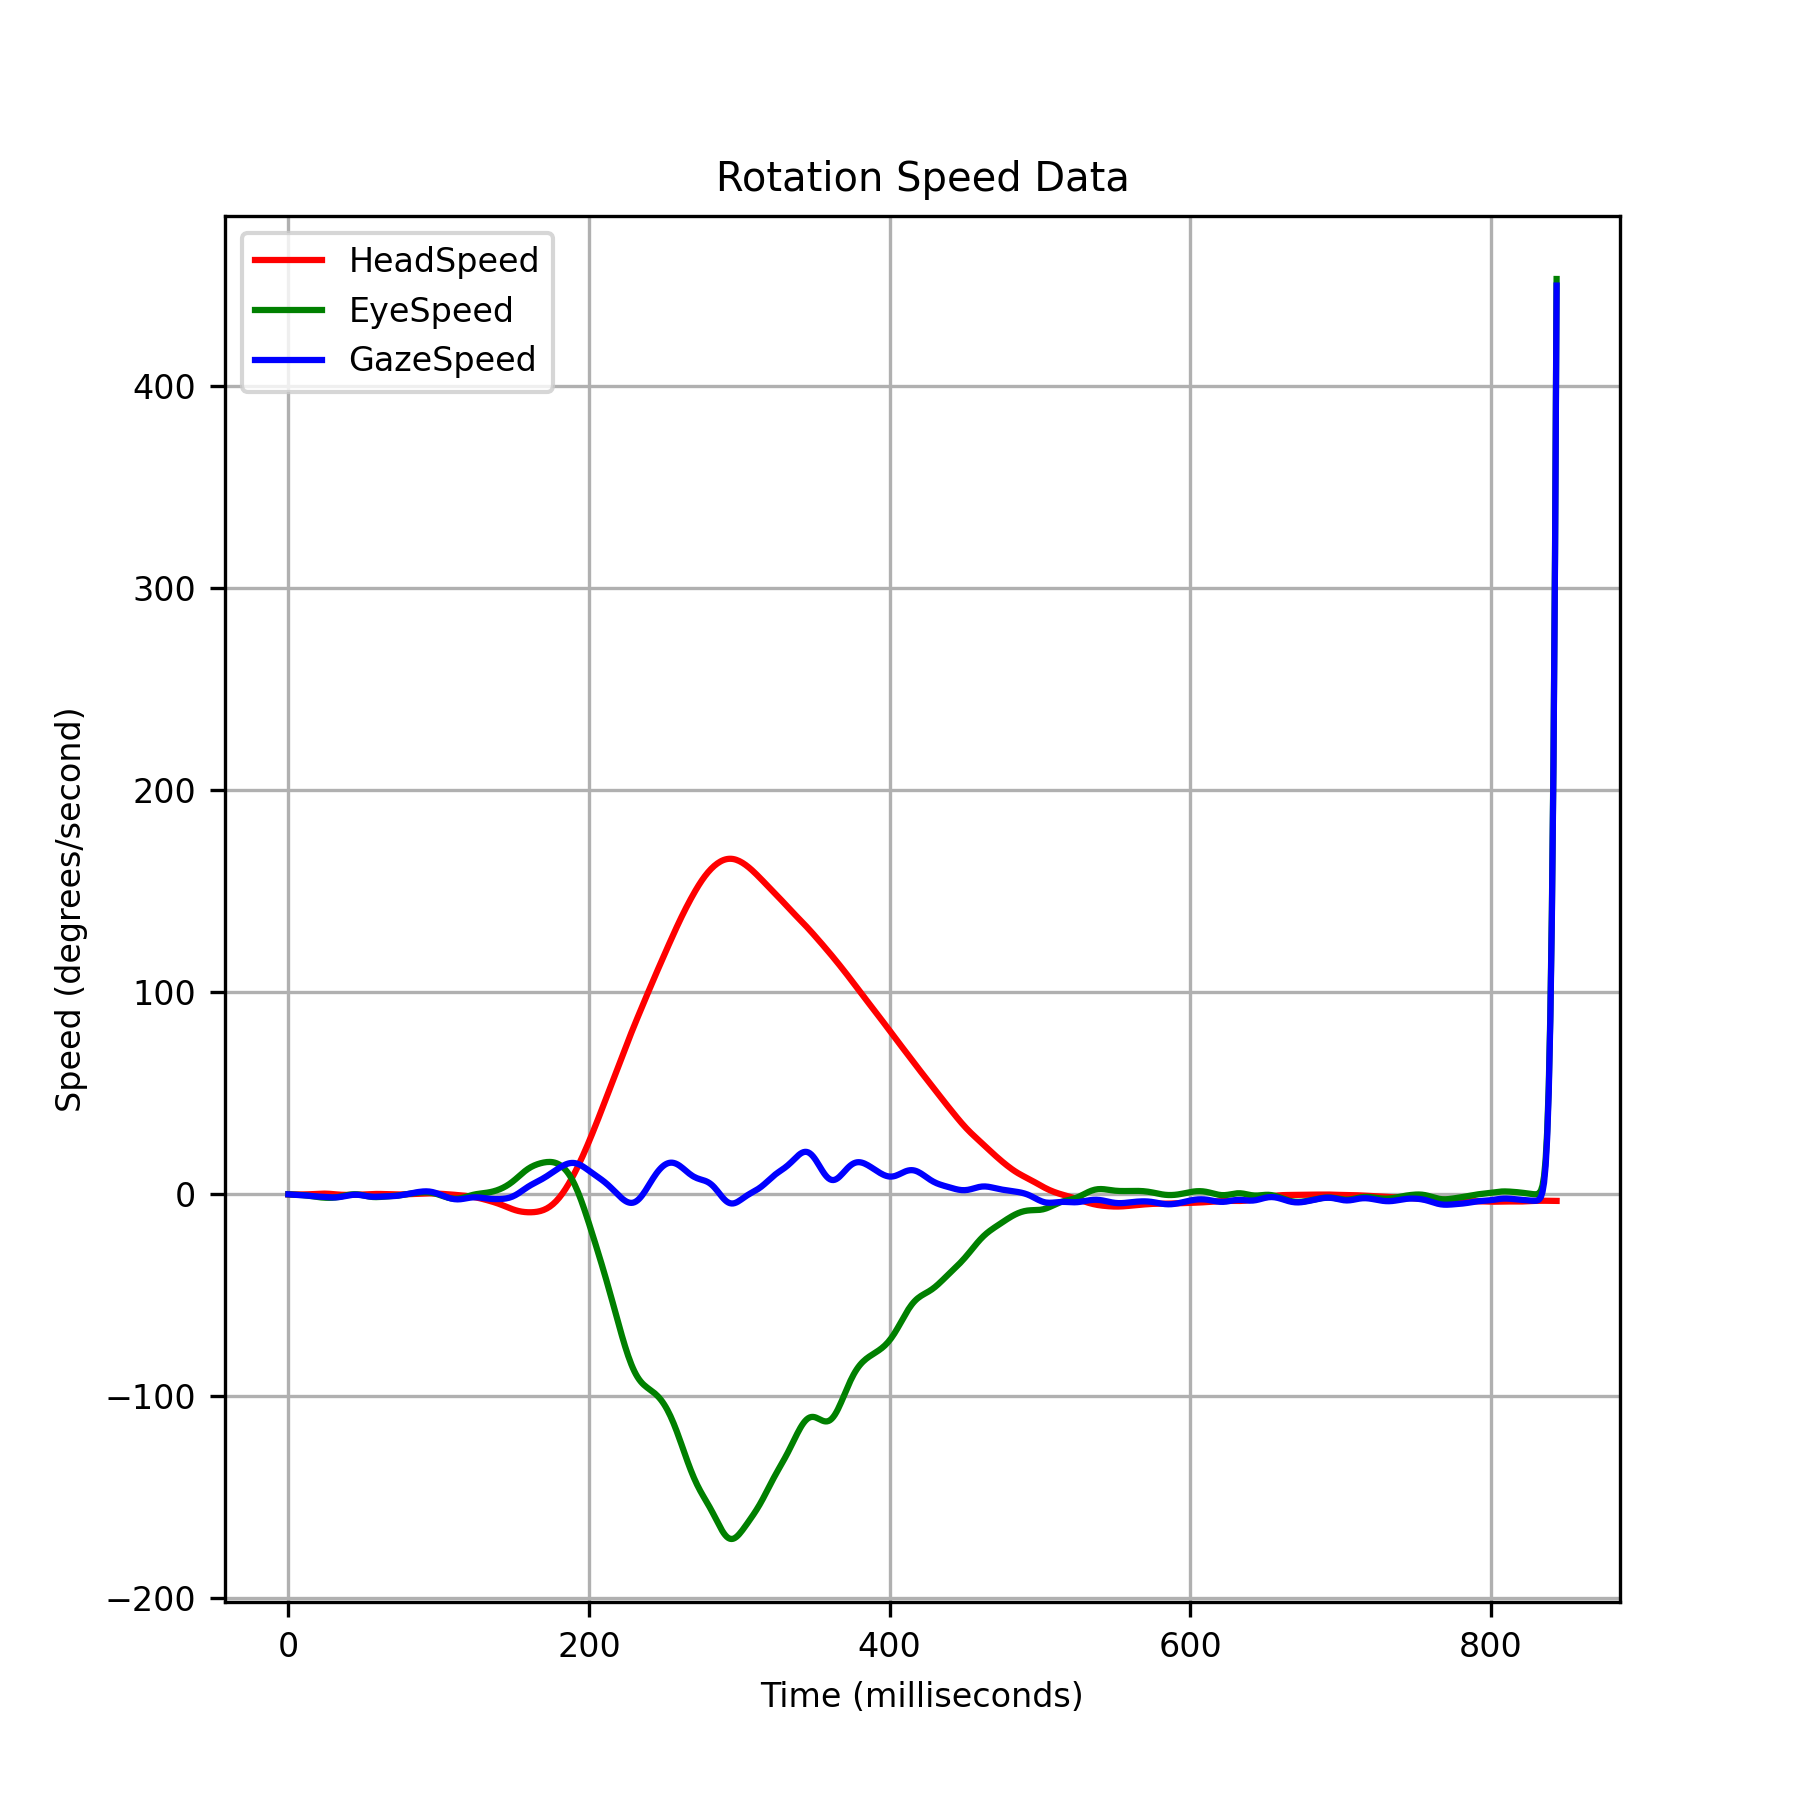 Rotation Speed Data
HeadSpeed
EyeSpeed
GazeSpeed
400
300
200
100
0
−100
−200
Speed (degrees/second)
0 200 400 600 800
Time (milliseconds)